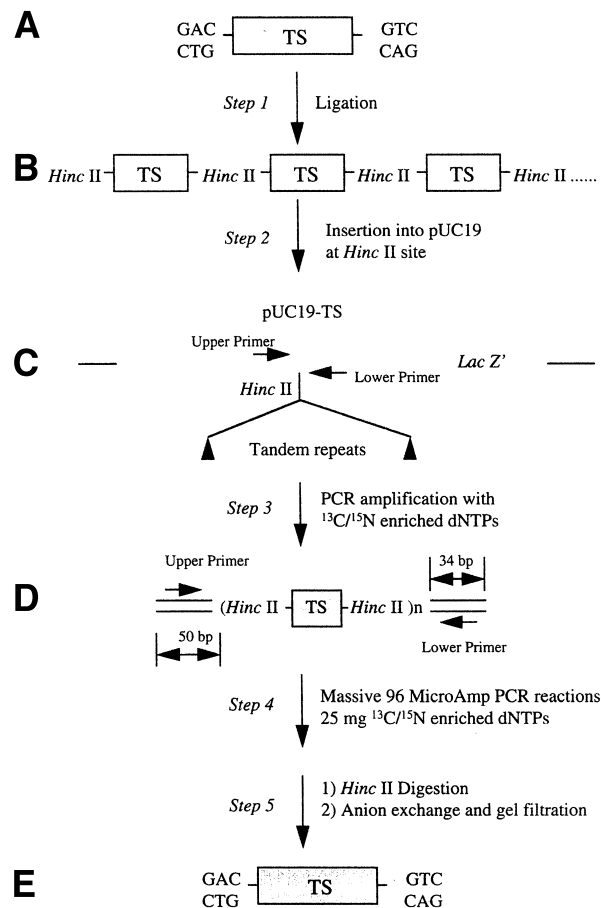 A
GAC TS GTC
CTG CAG
Step 1 Ligation
B Hinc II TS Hinc II TS Hinc II TS Hinc II ......
Step 2 Insertion into pUC19
at Hinc II site
pUC19-TS
Upper Primer
C Lac Z'
Lower Primer
Hinc II
Tandem repeats
Step 3 PCR amplification with
13C/15N enriched dNTPs
Upper Primer 34 bp
D (Hinc II TS Hinc II )n
50 bp Lower Primer
Step 4 Massive 96 MicroAmp PCR reactions
25 mg 13C/15N enriched dNTPs
Step 5 1) Hinc II Digestion
2) Anion exchange and gel filtration
E GAC TS GTC
CTG CAG